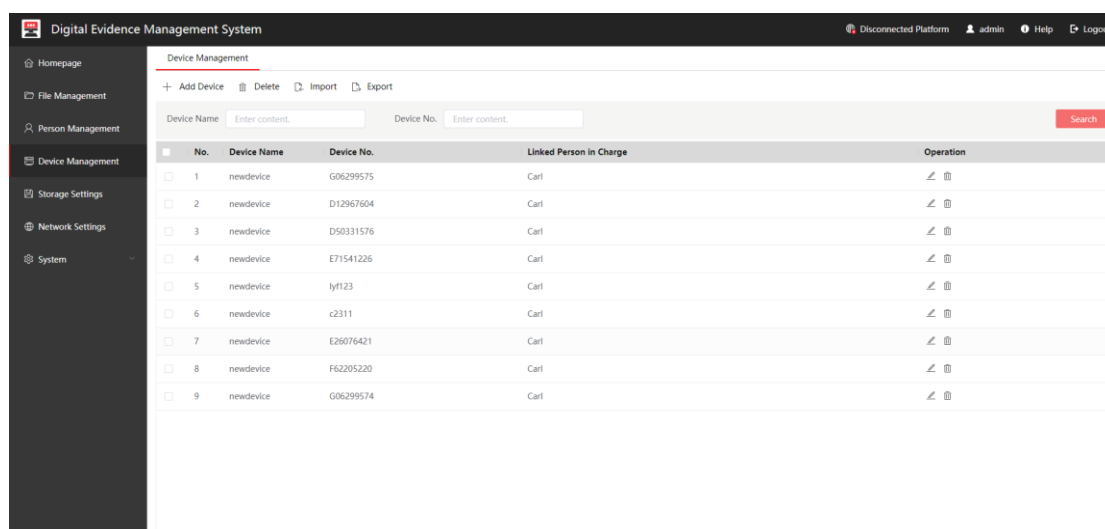 Digital Evidence Management System
Disconnected Platform admin Help Logou
Homepage
File Management
Person Management
Device Management
Storage Settings
Network Settings
System
Device Management
Add Device Delete Import Export
Device Name Enter content. Device No. Enter content. Search
No. Device Name Device No. Linked Person in Charge Operation
1 newdevice G06299575 Carl
2 newdevice D12967604 Carl
3 newdevice D50331576 Carl
4 newdevice E71541226 Carl
5 newdevice lyf123 Carl
6 newdevice c2311 Carl
7 newdevice E26076421 Carl
8 newdevice F62205220 Carl
9 newdevice G06299574 Carl